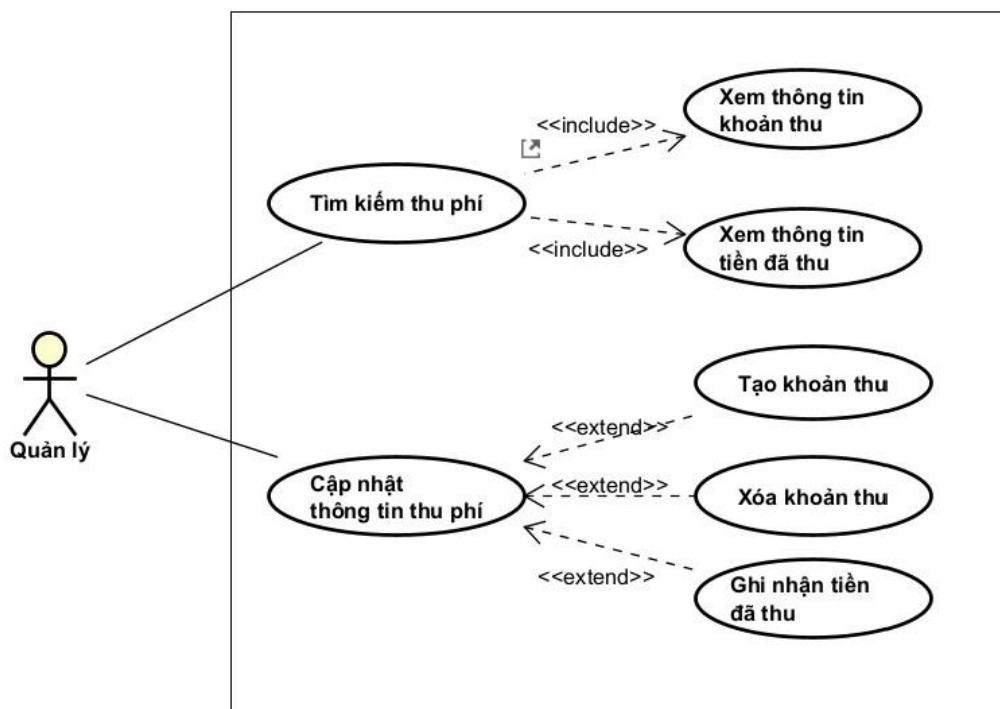 Xem thông tin
khoản thu
<<include>>
Tìm kiếm thu phí
<<include>>
Xem thông tin
tiền đã thu
Tạo khoản thu
<<extend>>
Quản lý
Cập nhật
thông tin thu phí
<<extend>>
Xóa khoản thu
<<extend>>
Ghi nhận tiền
đã thu